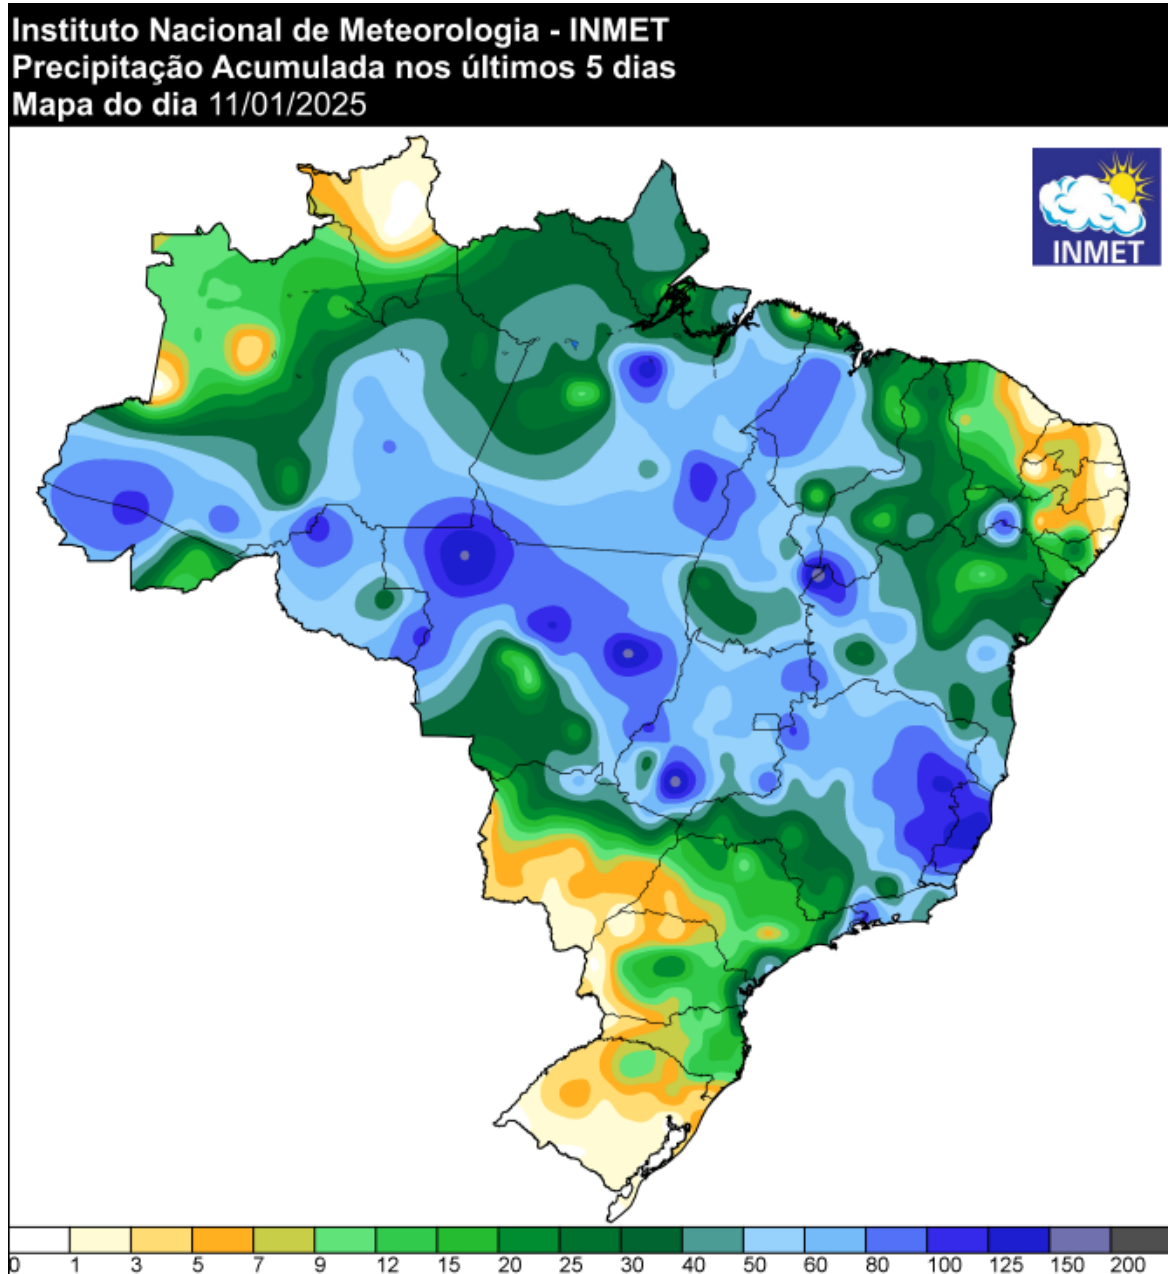 Instituto Nacional de Meteorologia - INMET
Precipitação Acumulada nos últimos 5 dias
Mapa do dia 11/01/2025
INMET
0 1 3 5 7 9 12 15 20 25 30 40 50 60 80 100 125 150 200